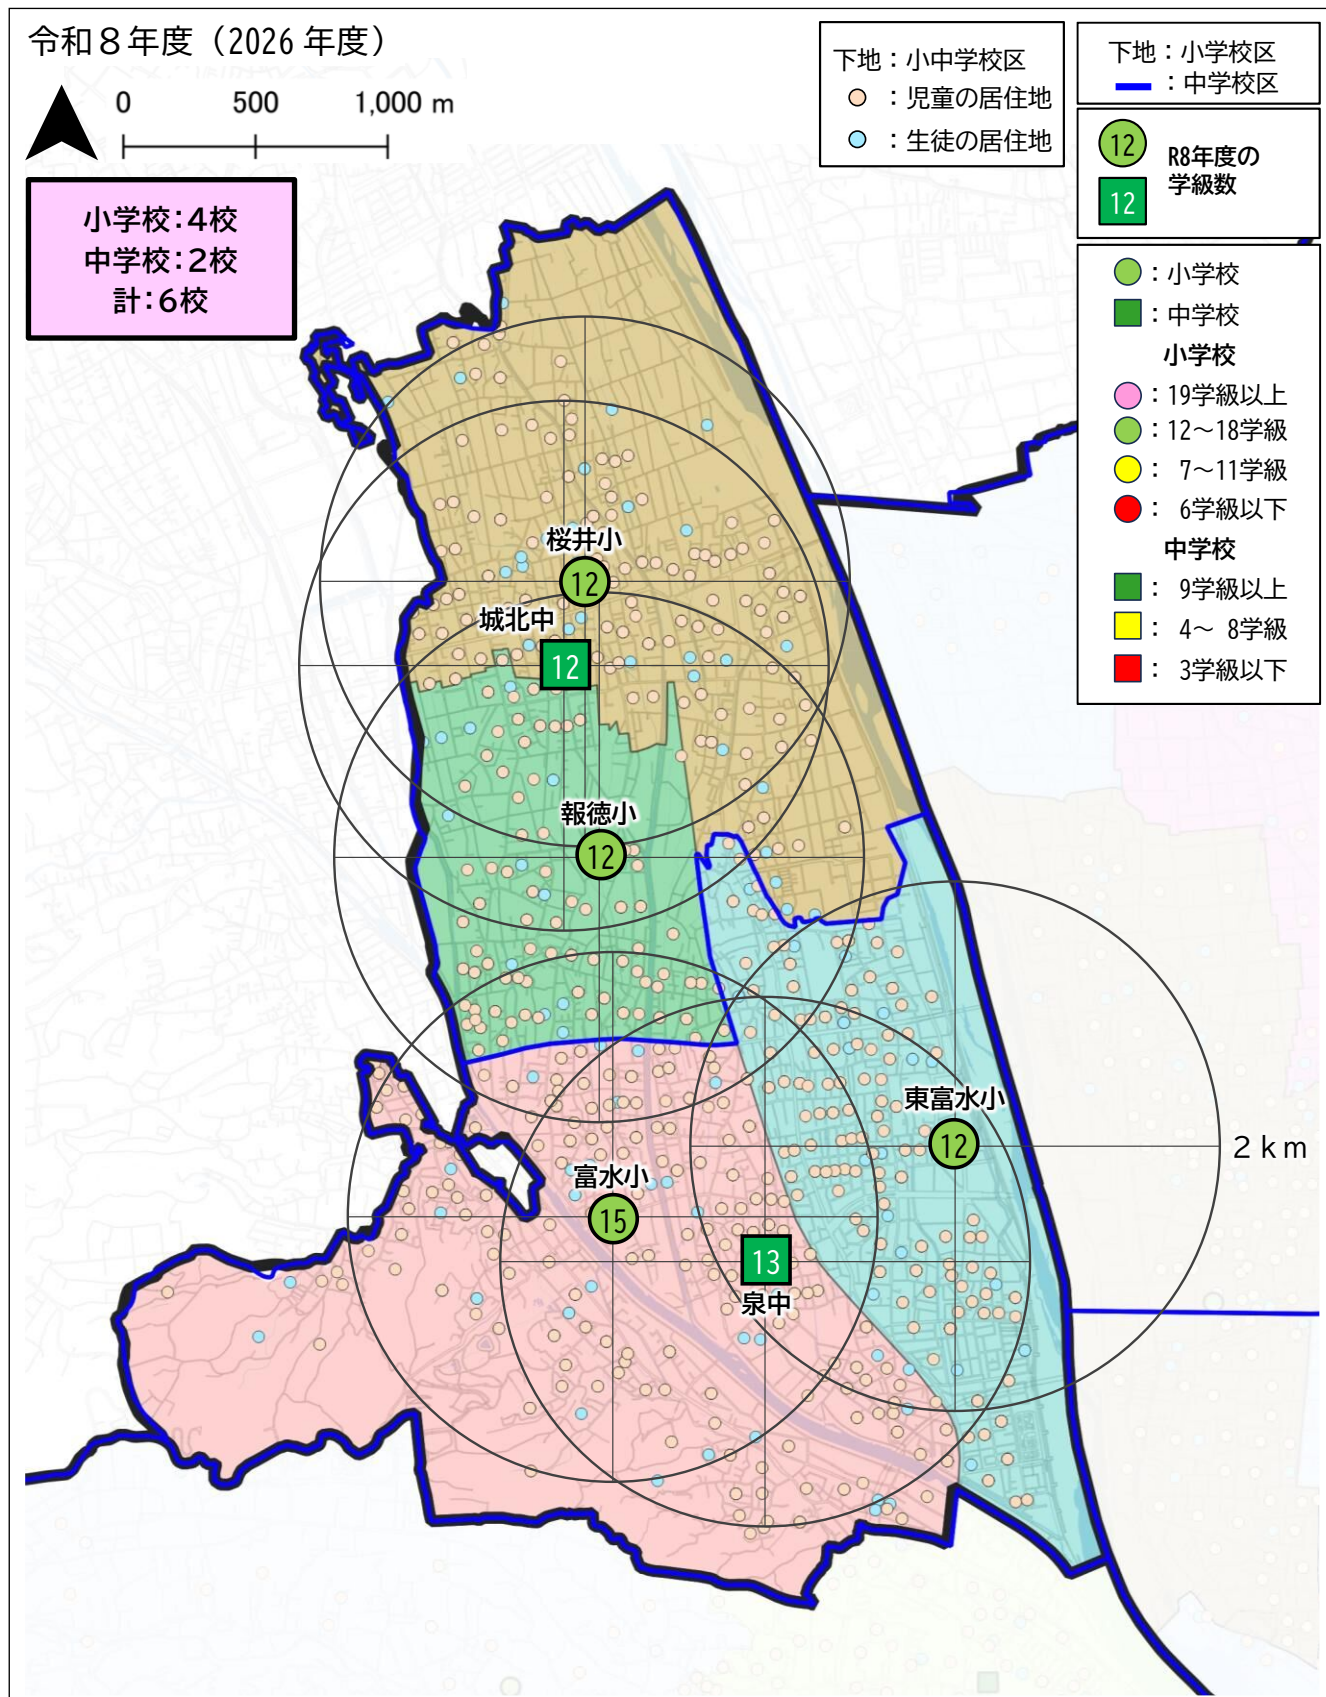 令和８年度（2026 年度）
0 500 1,000 m
小学校：4校
中学校：2校
計：6校
下地：小中学校区
：児童の居住地
：生徒の居住地
下地：小学校区
：中学校区
12
12
R8年度の
学級数
：小学校
：中学校
小学校
：19学級以上
：12～18学級
： 7～11学級
： 6学級以下
中学校
： 9学級以上
： 4～ 8学級
： 3学級以下
桜井小
12
城北中
12
報徳小
12
東富水小
12
２ｋｍ
富水小
15
13
泉中